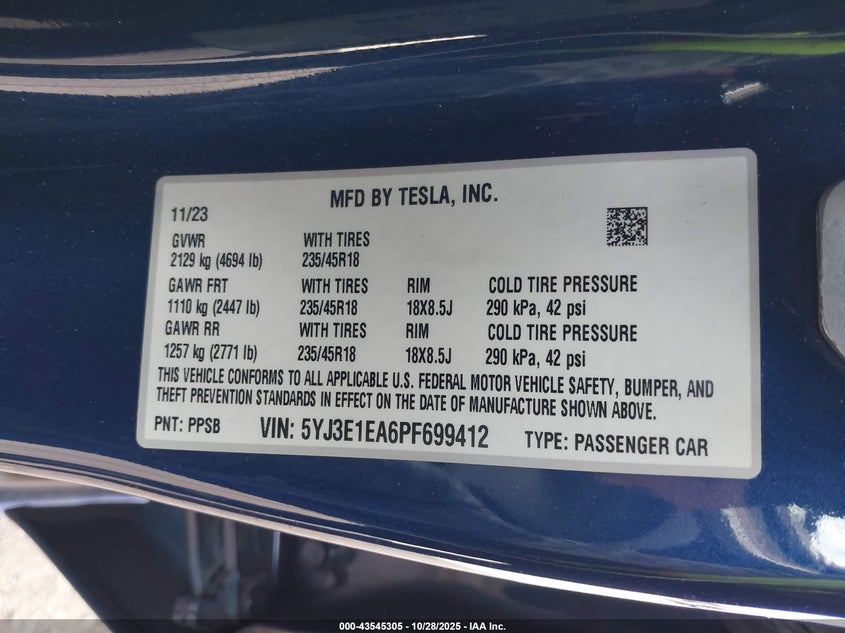 MFD BY TESLA, INC.
11/23
GVWR WITH TIRES
2129 kg (4694 lb) 235/45R18
GAWR FRT WITH TIRES RIM COLD TIRE PRESSURE
1110 kg (2447 lb) 235/45R18 18X8.5J 290 kPa, 42 psi
GAWR RR WITH TIRES RIM COLD TIRE PRESSURE
1257 kg (2771 lb) 235/45R18 18X8.5J 290 kPa, 42 psi
THIS VEHICLE CONFORMS TO ALL APPLICABLE U.S. FEDERAL MOTOR VEHICLE SAFETY, BUMPER, AND
THEFT PREVENTION STANDARDS IN EFFECT ON THE DATE OF MANUFACTURE SHOWN ABOVE.
PNT: PPSB VIN: 5YJ3E1EA6PF699412 TYPE: PASSENGER CAR
000-43545305 | 10/28/2025 - IAA Inc.